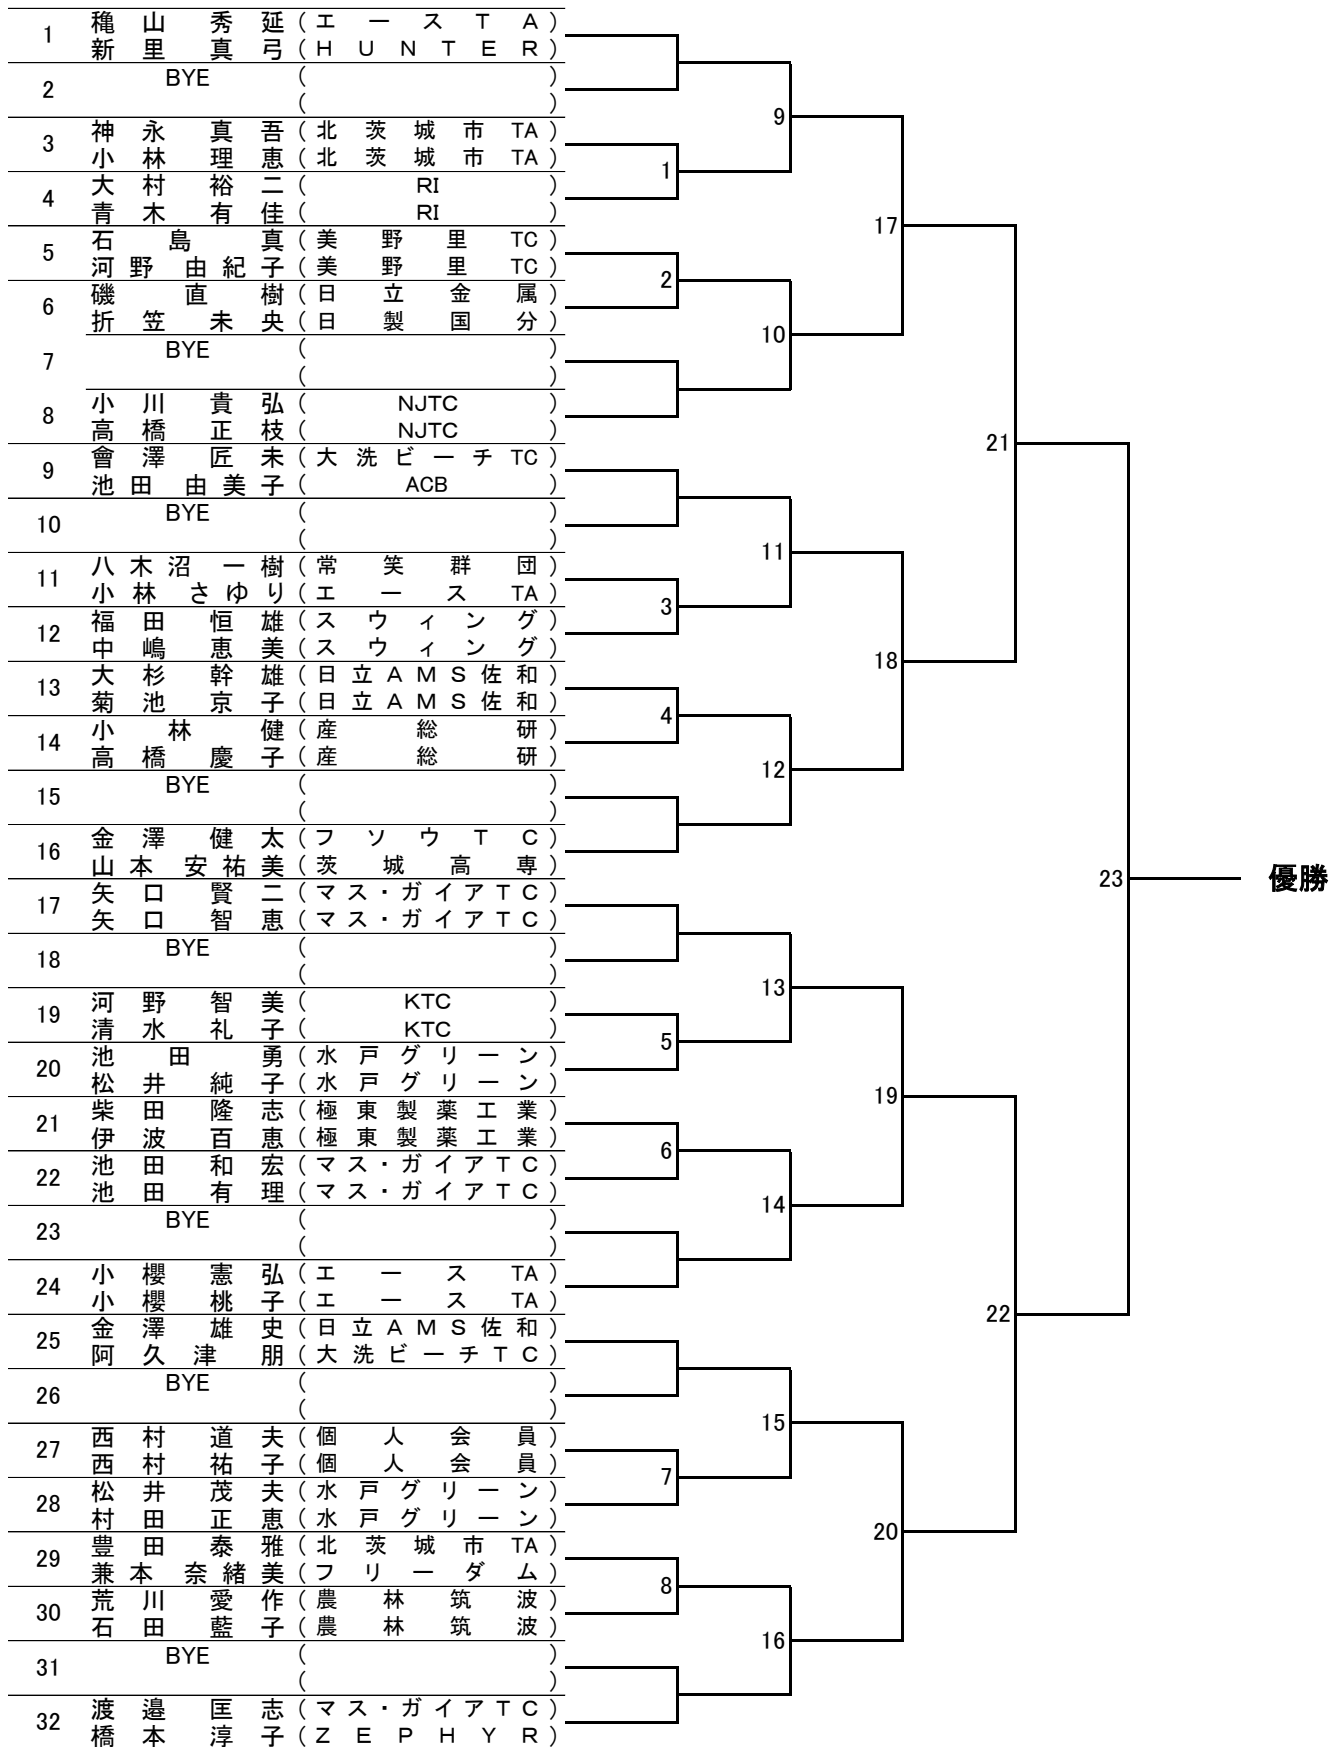 1 穐山 秀延 (エースTA)
新里 真弓 (HUNTER)
2 BYE ( )
( )
3 神永 真吾 (北茨城市TA)
小林 理恵 (北茨城市TA)
4 大村 裕二 (RI)
青木 有佳 (RI)
5 石島 真 (美野里TC)
河野 由紀子 (美野里TC)
6 磯 直樹 (日立金属)
折笠 未央 (日製国分)
7 BYE ( )
( )
8 小川 貴弘 (NJTC)
高橋 正枝 (NJTC)
9 會澤 匠未 (大洗ビーチTC)
池田 由美子 (ACB)
10 BYE ( )
( )
11 八木沼 一樹 (常笑群団)
小林 さゆり (エースTA)
12 福田 恒雄 (スウィング)
中嶋 恵美 (スウィング)
13 大杉 幹雄 (日立AMS佐和)
菊池 京子 (日立AMS佐和)
14 小林 健 (産総研)
高橋 慶子 (産総研)
15 BYE ( )
( )
16 金澤 健太 (フソウTC)
山本 安祐美 (茨城高専)
17 矢口 賢二 (マス・ガイアTC)
矢口 智恵 (マス・ガイアTC)
18 BYE ( )
( )
19 河野 智美 (KTC)
清水 礼子 (KTC)
20 池田 勇 (水戸グリーン)
松井 純子 (水戸グリーン)
21 柴田 隆志 (極東製薬工業)
伊波 百恵 (極東製薬工業)
22 池田 和宏 (マス・ガイアTC)
池田 有理 (マス・ガイアTC)
23 BYE ( )
( )
24 小櫻 憲弘 (エースTA)
小櫻 桃子 (エースTA)
25 金澤 雄史 (日立AMS佐和)
阿久津 朋 (大洗ビーチTC)
26 BYE ( )
( )
27 西村 道夫 (個人会員)
西村 祐子 (個人会員)
28 松井 茂夫 (水戸グリーン)
村田 正恵 (水戸グリーン)
29 豊田 泰雅 (北茨城市TA)
兼本 奈緒美 (フリーダム)
30 荒川 愛作 (農林筑波)
石田 藍子 (農林筑波)
31 BYE ( )
( )
32 渡邉 匡志 (マス・ガイアTC)
橋本 淳子 (ZEPHYR)
1
2
3
4
5
6
7
8
9
10
11
12
13
14
15
16
17
18
19
20
21
22
23
優勝